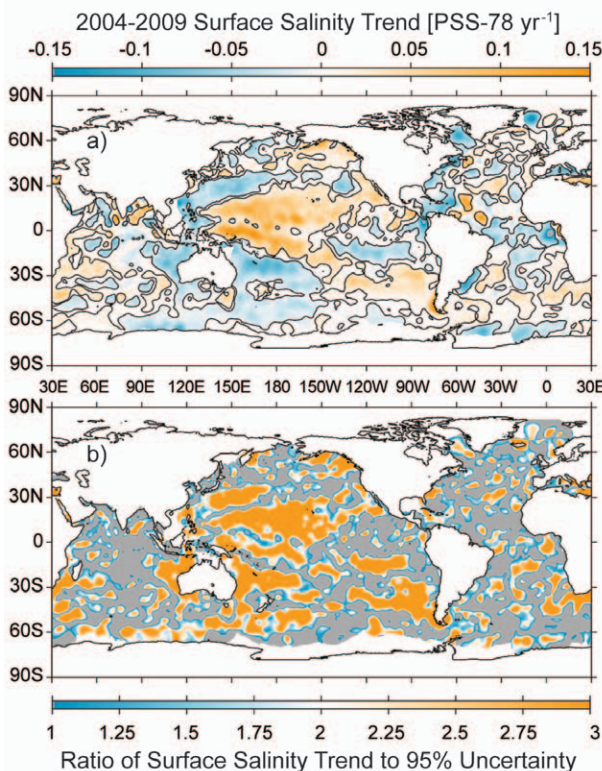 2004-2009 Surface Salinity Trend [PSS-78 yr⁻¹]
-0.15 -0.1 -0.05 0 0.05 0.1 0.15
90N
60N
30N
0
30S
60S
90S
a)
30E 60E 90E 120E 150E 180 150W 120W 90W 60W 30W 0 30E
90N
60N
30N
0
30S
60S
90S
b)
1 1.25 1.5 1.75 2 2.25 2.5 2.75 3
Ratio of Surface Salinity Trend to 95% Uncertainty